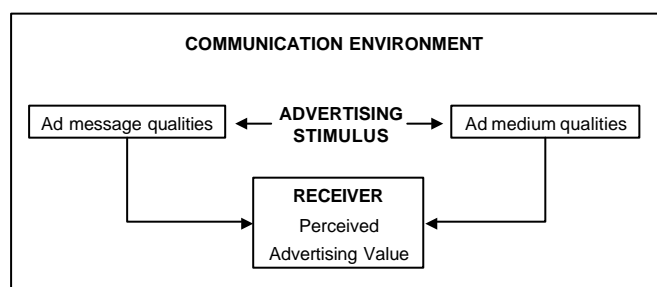 COMMUNICATION ENVIRONMENT
Ad message qualities
ADVERTISING
STIMULUS
Ad medium qualities
RECEIVER
Perceived
Advertising Value